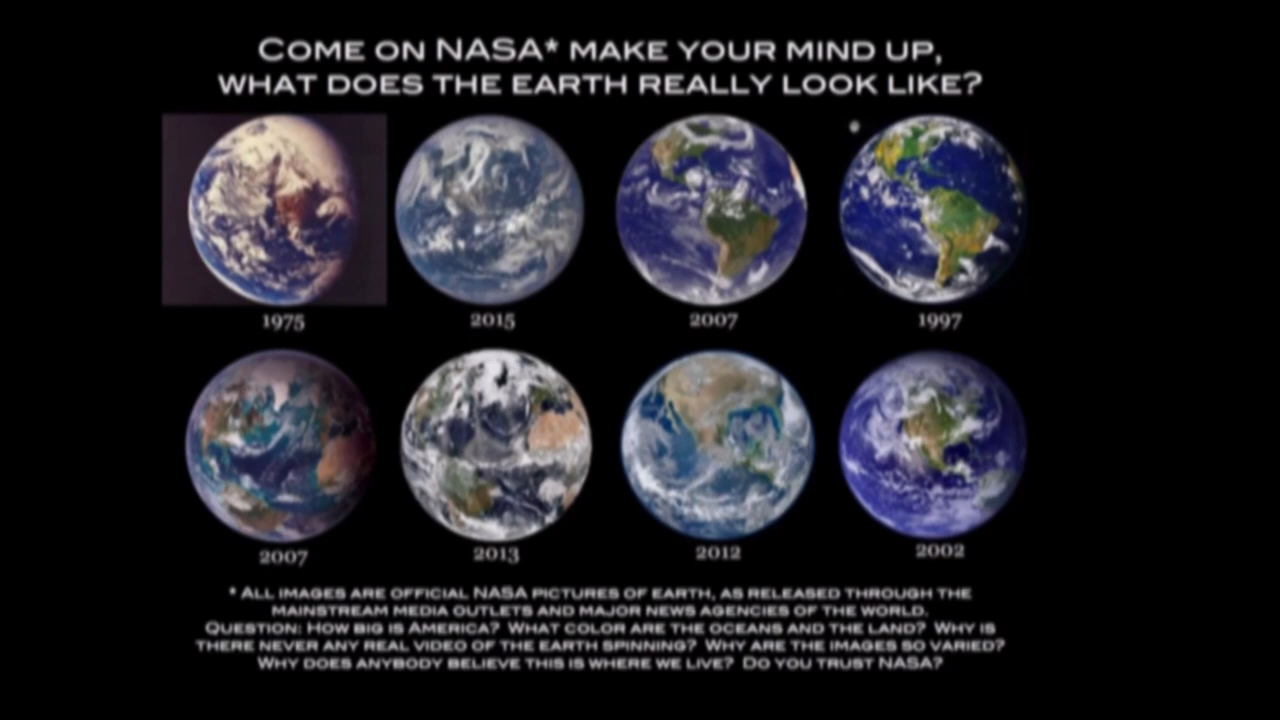 COME ON NASA* MAKE YOUR MIND UP,
WHAT DOES THE EARTH REALLY LOOK LIKE?
1975
2015
2007
1997
2007
2013
2012
2002
* ALL IMAGES ARE OFFICIAL NASA PICTURES OF EARTH, AS RELEASED THROUGH THE
MAINSTREAM MEDIA OUTLETS AND MAJOR NEWS AGENCIES OF THE WORLD.
QUESTION: HOW BIG IS AMERICA? WHAT COLOR ARE THE OCEANS AND THE LAND? WHY IS
THERE NEVER ANY REAL VIDEO OF THE EARTH SPINNING? WHY ARE THE IMAGES SO VARIED?
WHY DOES ANYBODY BELIEVE THIS IS WHERE WE LIVE? DO YOU TRUST NASA?